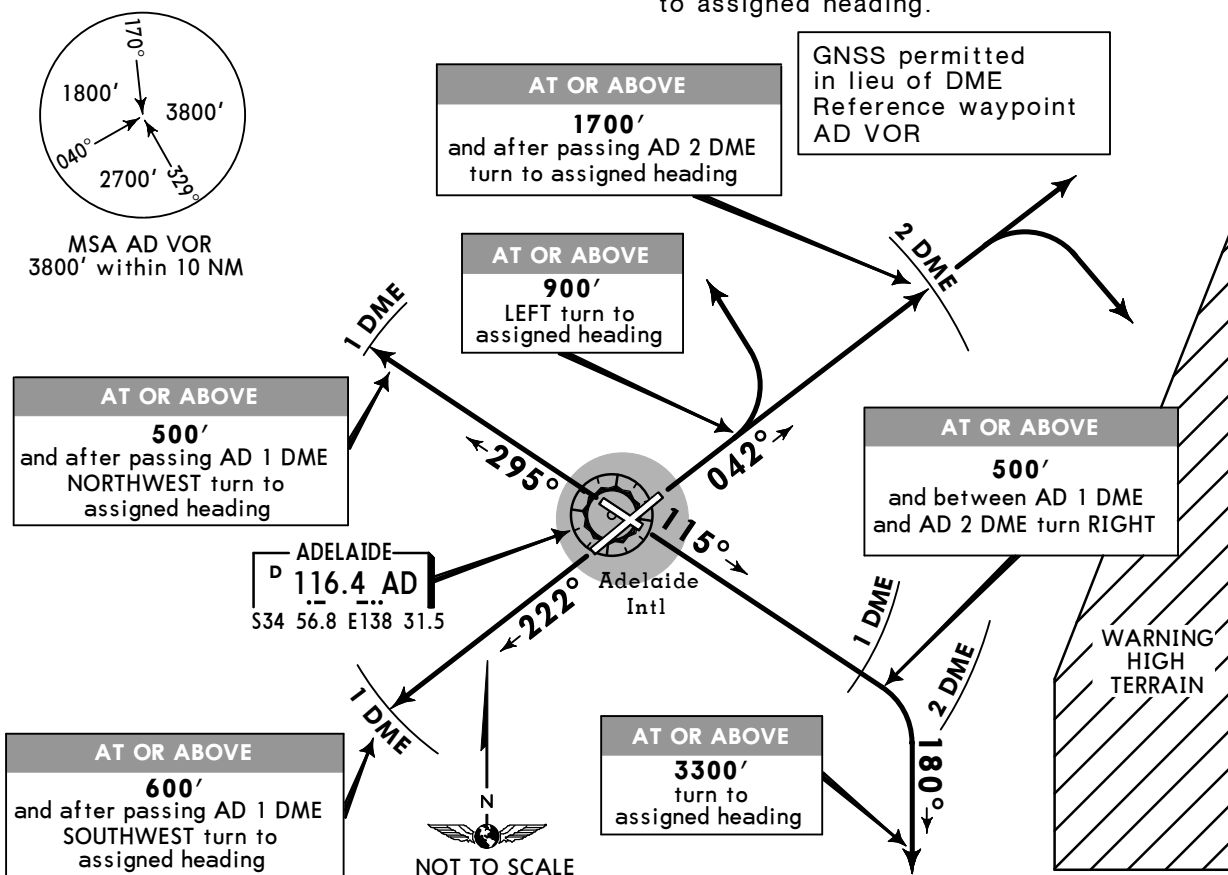 to assigned heading.
170°
1800'
3800'
040°
2700'
329°
MSA AD VOR
3800' within 10 NM
AT OR ABOVE
1700'
and after passing AD 2 DME
turn to assigned heading
GNSS permitted
in lieu of DME
Reference waypoint
AD VOR
2 DME
AT OR ABOVE
900'
LEFT turn to
assigned heading
1 DME
AT OR ABOVE
500'
and after passing AD 1 DME
NORTHWEST turn to
assigned heading
295°
042°
AT OR ABOVE
500'
and between AD 1 DME
and AD 2 DME turn RIGHT
115°
ADELAIDE
D 116.4 AD
S34 56.8 E138 31.5
Adelaide
Intl
222°
1 DME
2 DME
WARNING
HIGH
TERRAIN
1 DME
180°
AT OR ABOVE
600'
and after passing AD 1 DME
SOUTHWEST turn to
assigned heading
N
NOT TO SCALE
AT OR ABOVE
3300'
turn to
assigned heading